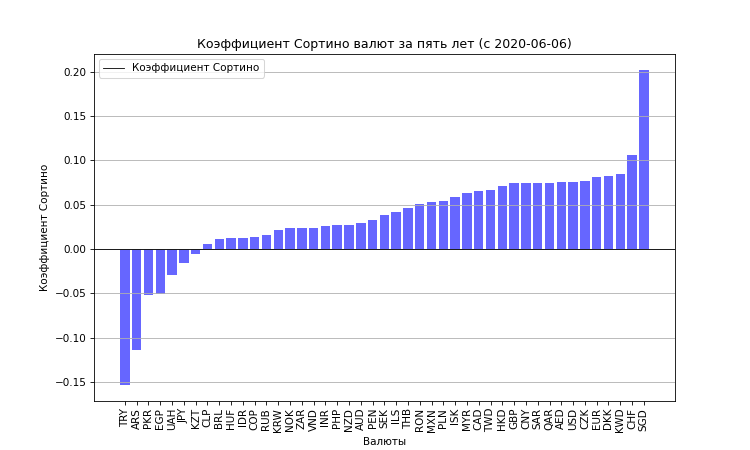 Коэффициент Сортино валют за пять лет (с 2020-06-06)
Коэффициент Сортино
0.20
0.15
0.10
0.05
0.00
−0.05
−0.10
−0.15
Коэффициент Сортино
TRY ARS PKR EGP UAH JPY KZT CLP BRL HUF IDR COP RUB KRW NOK ZAR VND INR PHP NZD AUD PEN SEK ILS THB RON MXN PLN ISK MYR CAD TWD HKD GBP CNY SAR QAR AED USD CZK EUR DKK KWD CHF SGD
Валюты